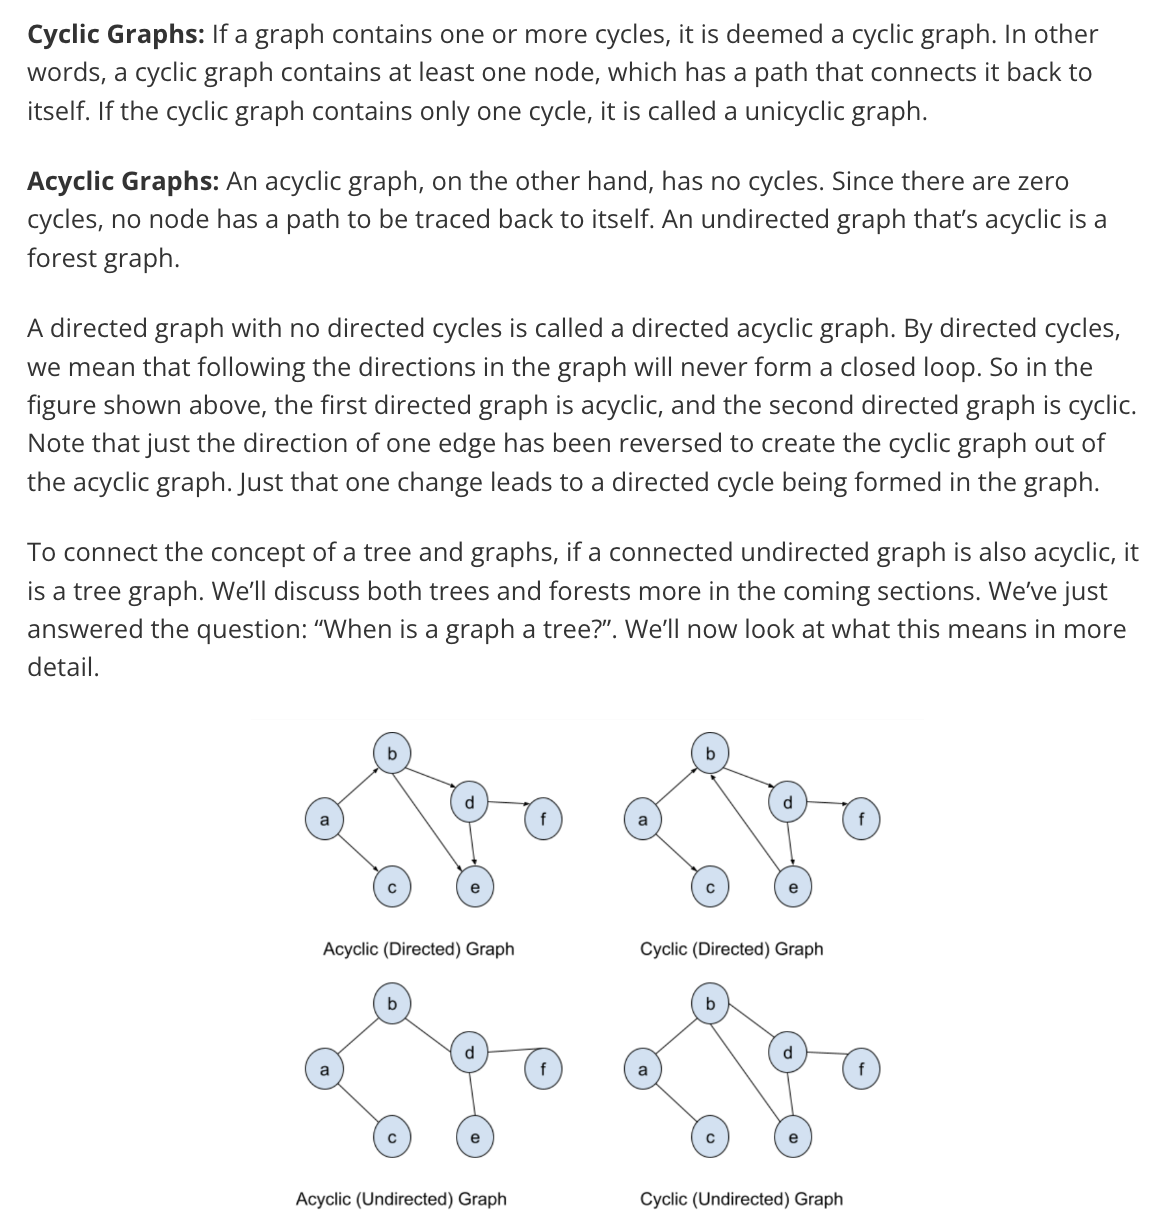 Cyclic Graphs: If a graph contains one or more cycles, it is deemed a cyclic graph. In other
words, a cyclic graph contains at least one node, which has a path that connects it back to
itself. If the cyclic graph contains only one cycle, it is called a unicyclic graph.
Acyclic Graphs: An acyclic graph, on the other hand, has no cycles. Since there are zero
cycles, no node has a path to be traced back to itself. An undirected graph that’s acyclic is a
forest graph.
A directed graph with no directed cycles is called a directed acyclic graph. By directed cycles,
we mean that following the directions in the graph will never form a closed loop. So in the
figure shown above, the first directed graph is acyclic, and the second directed graph is cyclic.
Note that just the direction of one edge has been reversed to create the cyclic graph out of
the acyclic graph. Just that one change leads to a directed cycle being formed in the graph.
To connect the concept of a tree and graphs, if a connected undirected graph is also acyclic, it
is a tree graph. We’ll discuss both trees and forests more in the coming sections. We’ve just
answered the question: “When is a graph a tree?”. We’ll now look at what this means in more
detail.
b
d
a
f
c
e
Acyclic (Directed) Graph
b
d
a
f
c
e
Cyclic (Directed) Graph
b
d
a
f
c
e
Acyclic (Undirected) Graph
b
d
a
f
c
e
Cyclic (Undirected) Graph